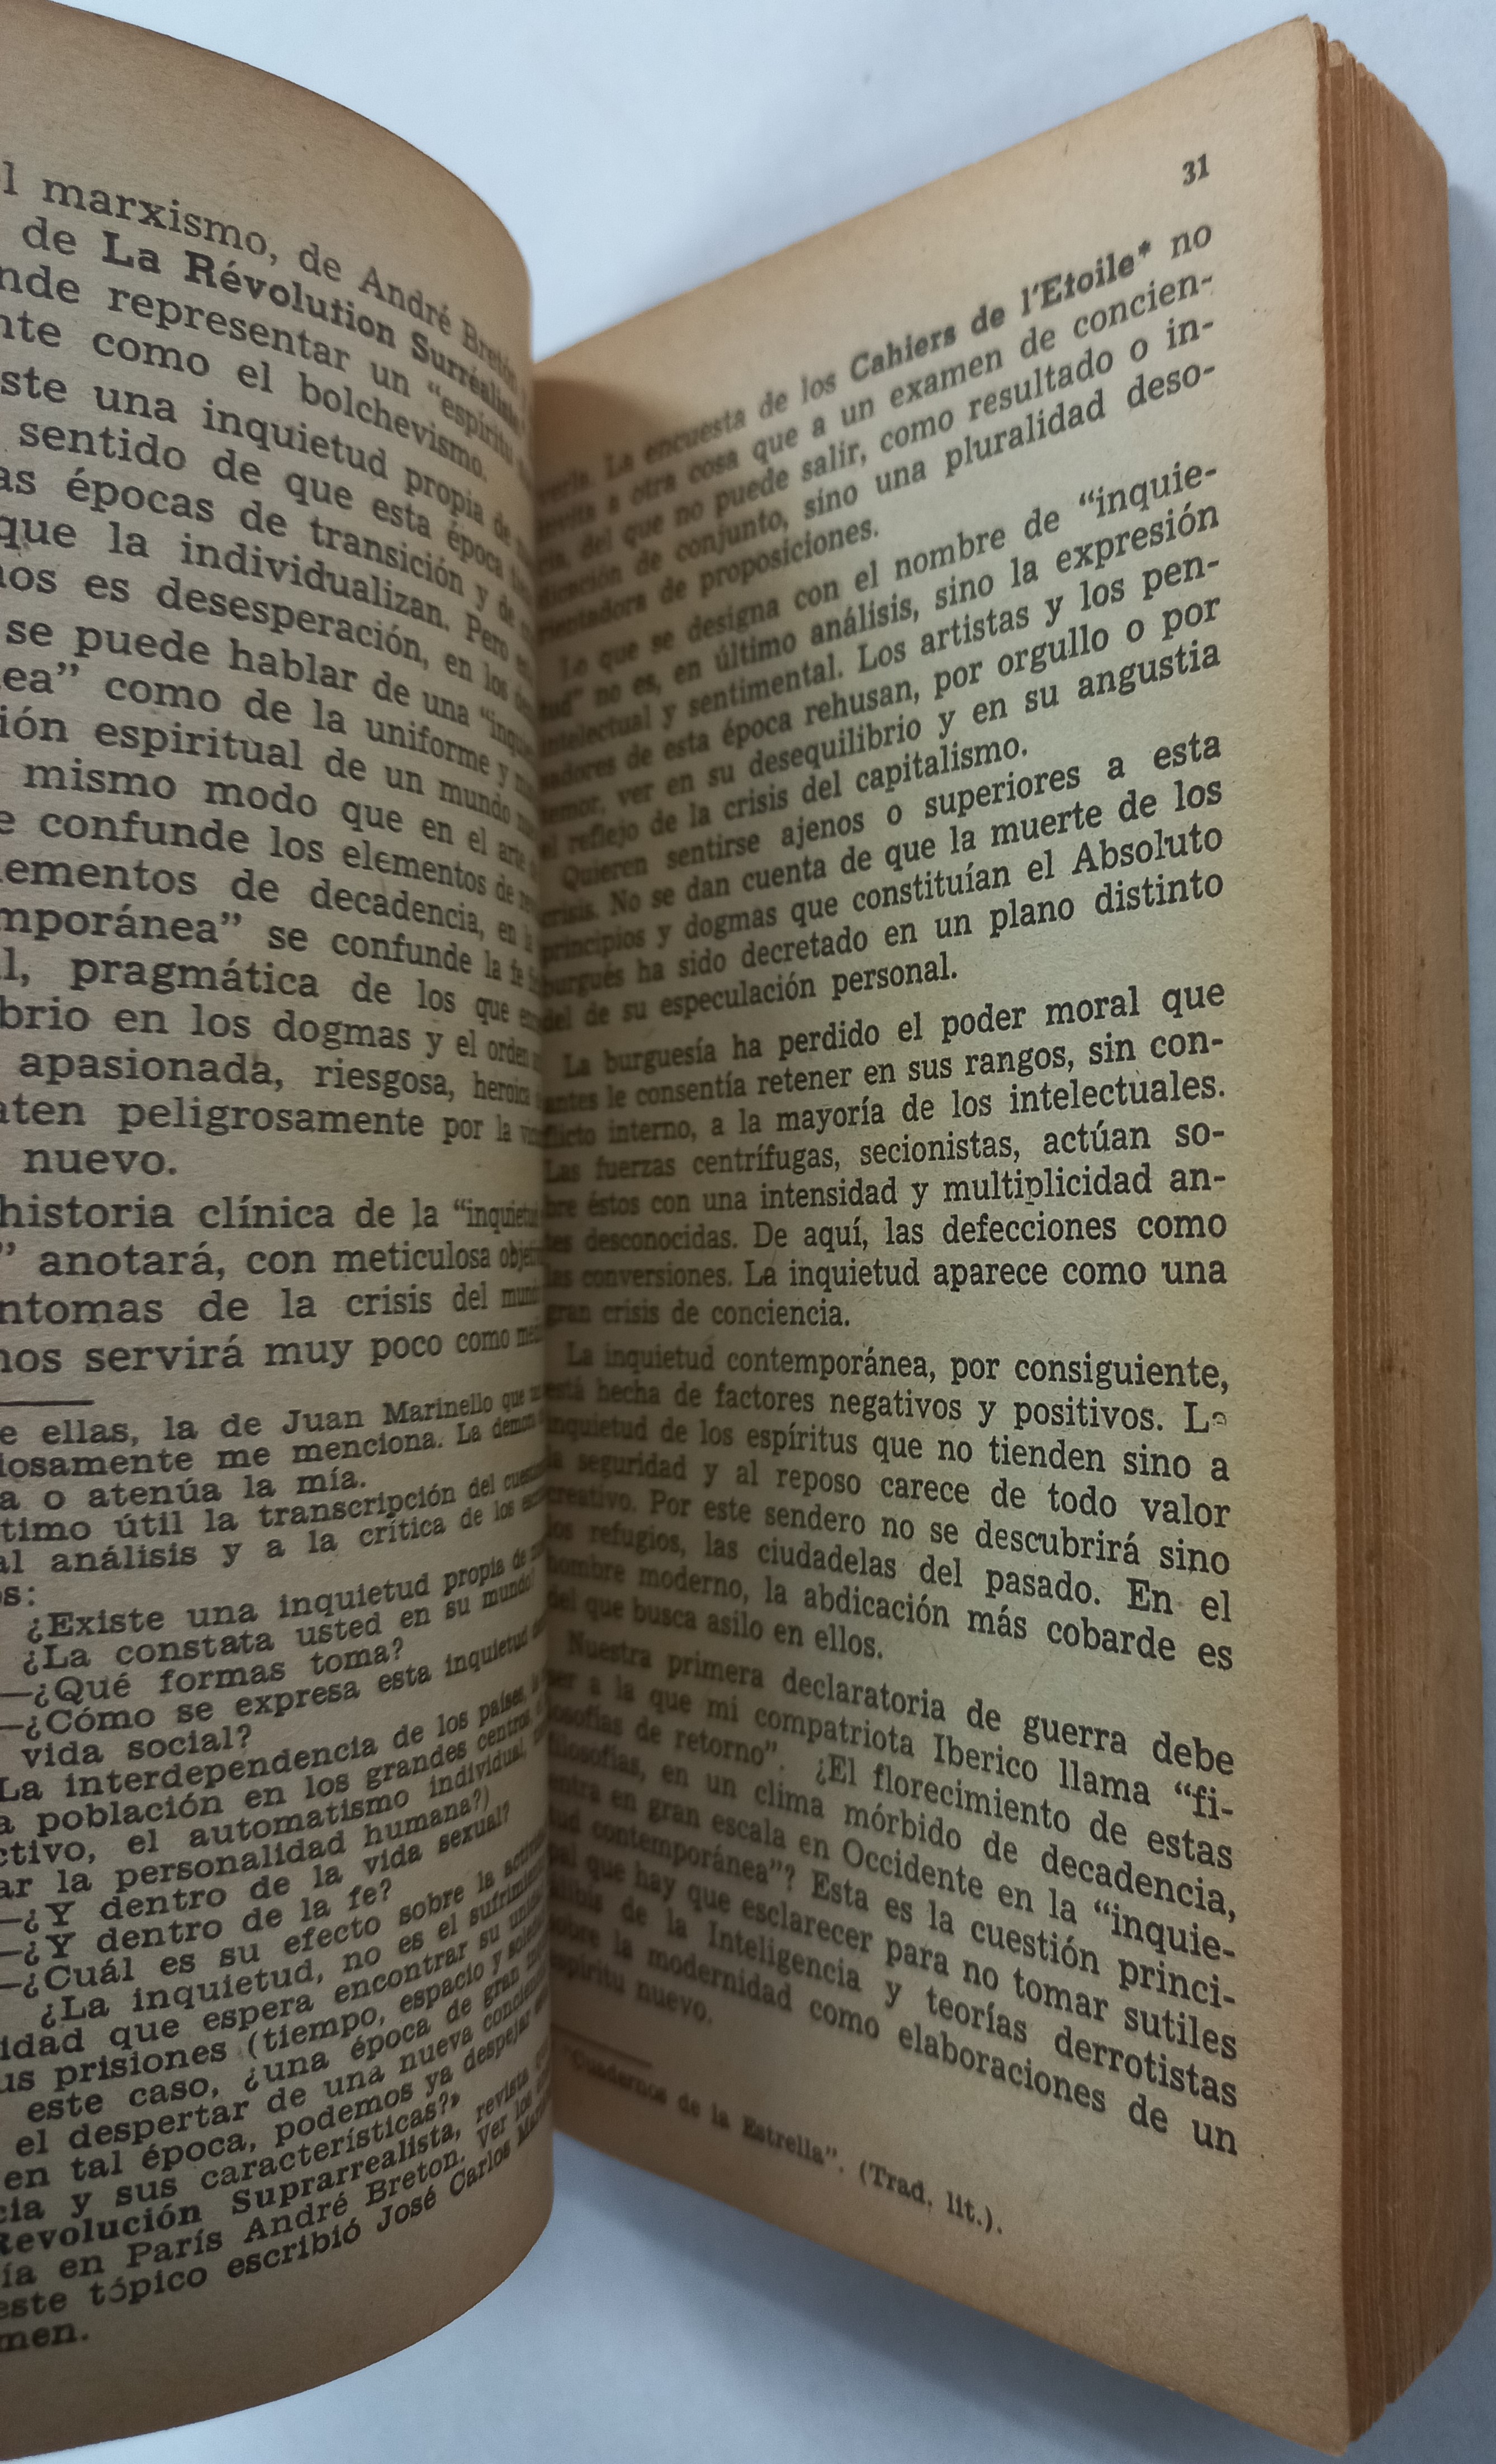 l marxismo, de André Bretón
de La Révolution Surréaliste
nde representar un "espíritu
nte como el bolchevismo.
ste una inquietud propia de
sentido de que esta época
as épocas de transición y de
que la individualizan. Pero
nos es desesperación, en los
se puede hablar de una "inquie
ea" como de la uniforme y
ión espiritual de un mundo
mismo modo que en el arte
e confunde los elementos de
lementos de decadencia, en
mporánea" se confunde la fe
l, pragmática de los que
brio en los dogmas y el orden
apasionada, riesgosa, heroica
aten peligrosamente por la
nuevo.
historia clínica de la "inquietud
" anotará, con meticulosa
ntomas de la crisis del
nos servirá muy poco como
e ellas, la de Juan Marinello que
iosamente me menciona. La
a o atenúa la mía.
timo útil la transcripción del
al análisis y a la crítica de los
os:
¿Existe una inquietud propia de
¿La constata usted en su mundo
—¿Qué formas toma?
—¿Cómo se expresa esta inquietud
vida social?
La interdependencia de los países,
a población en los grandes centros
ctivo, el automatismo individual,
ar la personalidad humana?)
—¿Y dentro de la vida sexual?
—¿Y dentro de la fe?
—¿Cuál es su efecto sobre la
¿La inquietud, no es el
idad que espera encontrar su
us prisiones (tiempo, espacio y
este caso, ¿una época de gran
el despertar de una nueva
en tal época, podemos ya despejar
cia y sus características?»
Revolución Suprarrealista, revista
ía en París André Breton. Ver los
este tópico escribió José Carlos
men.
31
verla. La encuesta de los Cahiers de l'Etoile* no
invita a otra cosa que a un examen de concien-
cia, del que no puede salir, como resultado o in-
dicación de conjunto, sino una pluralidad deso-
rientadora de proposiciones.
Lo que se designa con el nombre de "inquie-
tud" no es, en último análisis, sino la expresión
intelectual y sentimental. Los artistas y los pen-
sadores de esta época rehusan, por orgullo o por
temor, ver en su desequilibrio y en su angustia
el reflejo de la crisis del capitalismo.
Quieren sentirse ajenos o superiores a esta
crisis. No se dan cuenta de que la muerte de los
principios y dogmas que constituían el Absoluto
burgués ha sido decretado en un plano distinto
del de su especulación personal.
La burguesía ha perdido el poder moral que
antes le consentía retener en sus rangos, sin con-
flicto interno, a la mayoría de los intelectuales.
Las fuerzas centrífugas, secionistas, actúan so-
bre éstos con una intensidad y multiplicidad an-
tes desconocidas. De aquí, las defecciones como
las conversiones. La inquietud aparece como una
gran crisis de conciencia.
La inquietud contemporánea, por consiguiente,
está hecha de factores negativos y positivos. La
inquietud de los espíritus que no tienden sino a
la seguridad y al reposo carece de todo valor
creativo. Por este sendero no se descubrirá sino
los refugios, las ciudadelas del pasado. En el
hombre moderno, la abdicación más cobarde es
del que busca asilo en ellos.
Nuestra primera declaratoria de guerra debe
ser a la que mi compatriota Iberico llama "fi-
losofías de retorno". ¿El florecimiento de estas
filosofías, en un clima mórbido de decadencia,
entra en gran escala en Occidente en la "inquie-
tud contemporánea"? Esta es la cuestión princi-
pal que hay que esclarecer para no tomar sutiles
alibis de la Inteligencia y teorías derrotistas
sobre la modernidad como elaboraciones de un
espíritu nuevo.
"Cuadernos de la Estrella". (Trad. lit.).